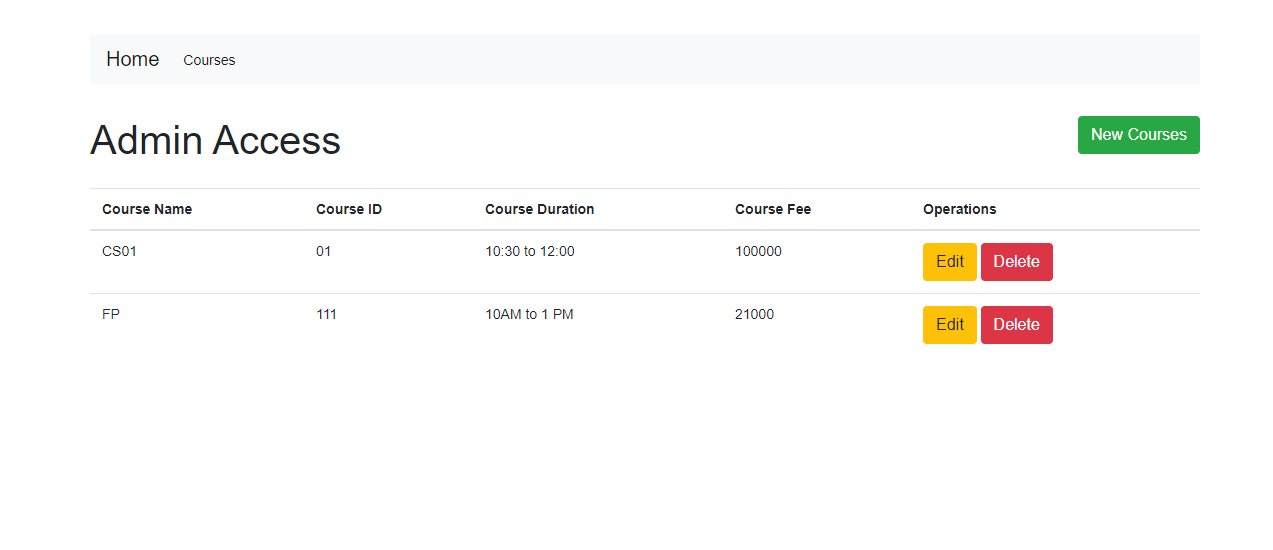 Home Courses
Admin Access New Courses
Course Name Course ID Course Duration Course Fee Operations
CS01 01 10:30 to 12:00 100000 Edit Delete
FP 111 10AM to 1 PM 21000 Edit Delete